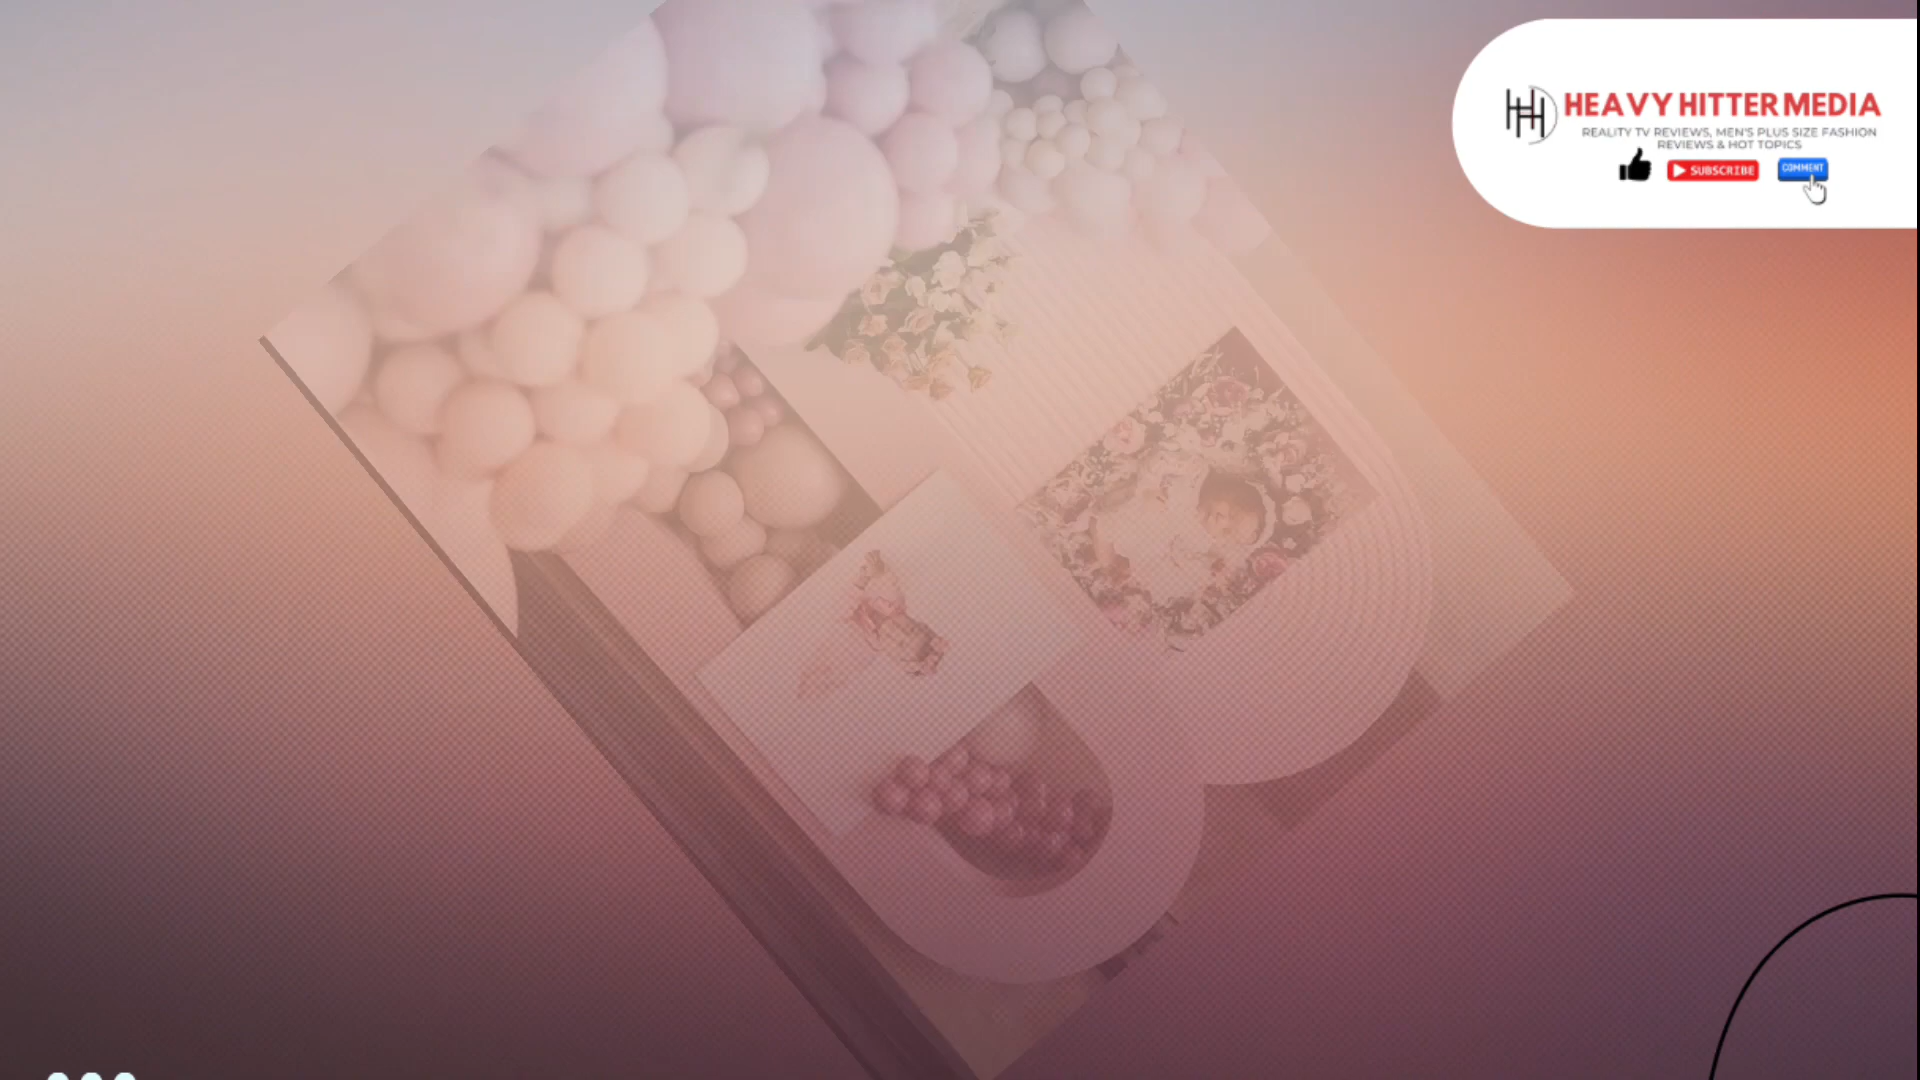 HEAVY HITTER MEDIA
REALITY TV REVIEWS, MEN'S PLUS SIZE FASHION
REVIEWS & HOT TOPICS
SUBSCRIBE
COMMENT